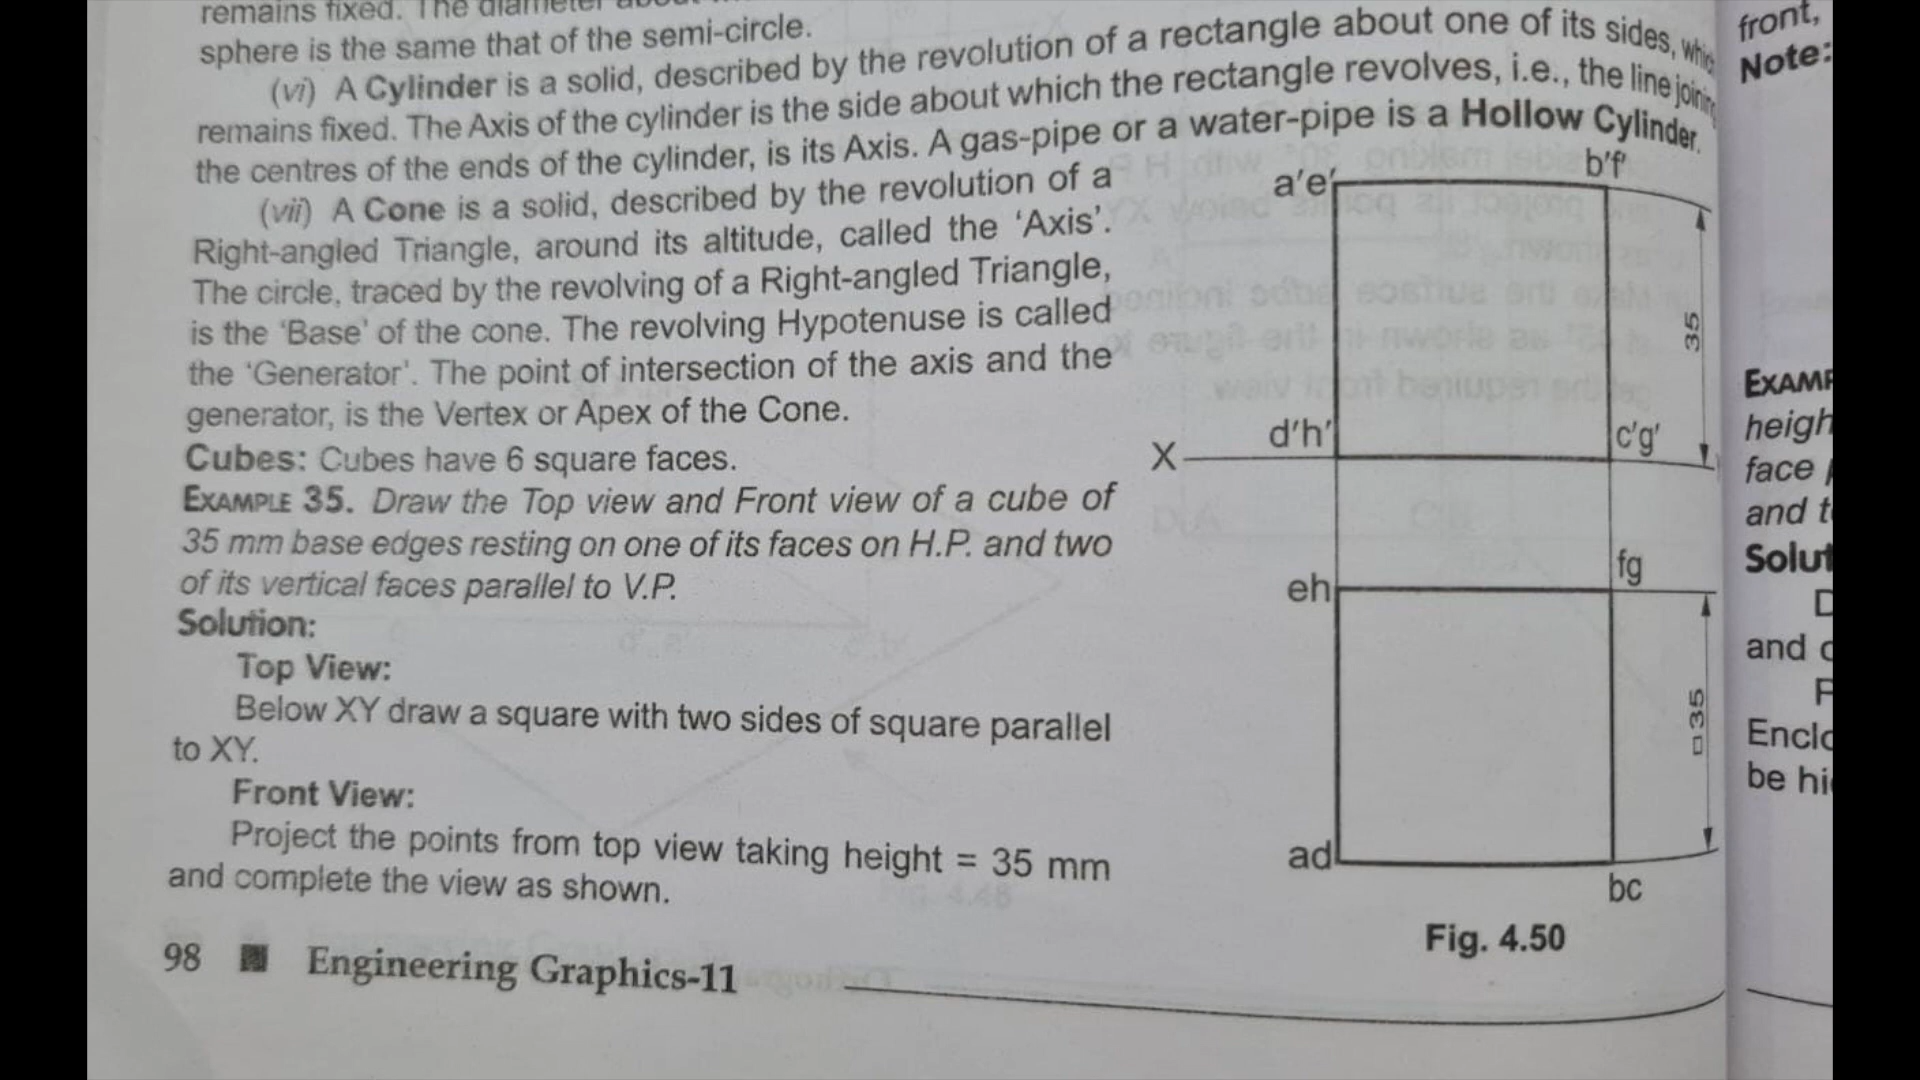 remains fixed. The diameter
sphere is the same that of the semi-circle.
(vi) A Cylinder is a solid, described by the revolution of a rectangle about one of its sides,
remains fixed. The Axis of the cylinder is the side about which the rectangle revolves, i.e., the line joining
the centres of the ends of the cylinder, is its Axis. A gas-pipe or a water-pipe is a Hollow Cylinder.
(vii) A Cone is a solid, described by the revolution of a
Right-angled Triangle, around its altitude, called the ‘Axis’.
The circle, traced by the revolving of a Right-angled Triangle,
is the ‘Base’ of the cone. The revolving Hypotenuse is called
the ‘Generator’. The point of intersection of the axis and the
generator, is the Vertex or Apex of the Cone.
Cubes: Cubes have 6 square faces.
EXAMPLE 35. Draw the Top view and Front view of a cube of
35 mm base edges resting on one of its faces on H.P. and two
of its vertical faces parallel to V.P.
Solution:
Top View:
Below XY draw a square with two sides of square parallel
to XY.
Front View:
Project the points from top view taking height = 35 mm
and complete the view as shown.
98 Engineering Graphics-11
a'e'
b'f'
35
d'h'
c'g'
X
eh
fg
□35
ad
bc
Fig. 4.50
front,
Note:
EXAMP
heigh
face
and t
Solut
and
Enclo
be hi